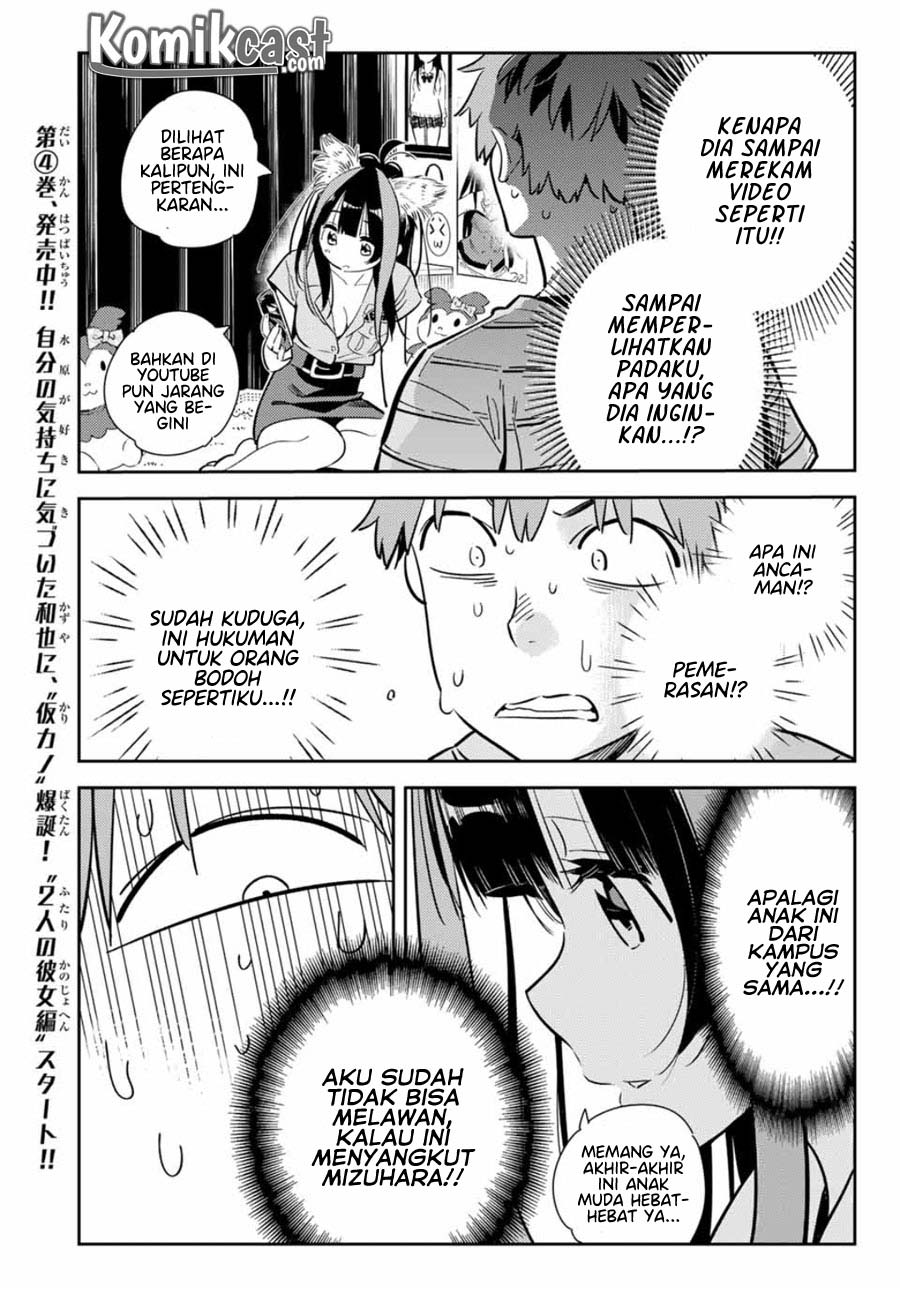 Komikcast
.com
KENAPA
DIA SAMPAI
MEREKAM
VIDEO
SEPERTI
ITU!!
SAMPAI
MEMPER-
LIHATKAN
PADAKU,
APA YANG
DIA INGIN-
KAN...!?
DILIHAT
BERAPA
KALIPUN, INI
PERTENG-
KARAN...
BAHKAN DI
YOUTUBE
PUN JARANG
YANG BE-
GINI
APA INI
ANCA-
MAN!?
PEME-
RASAN!?
SUDAH KUDUGA,
INI HUKUMAN
UNTUK ORANG
BODOH
SEPERTIKU...!!
APALAGI
ANAK INI
DARI
KAMPUS
YANG
SAMA...!!
MEMANG YA,
AKHIR-AKHIR
INI ANAK
MUDA HEBAT-
HEBAT YA...
AKU SUDAH
TIDAK BISA
MELAWAN,
KALAU INI
MENYANGKUT
MIZUHARA!!
第④巻、発売中!! 自分の気持ちに気づいた和也に、〝仮カノ〟爆誕! 〝2人の彼女編〟スタート!!